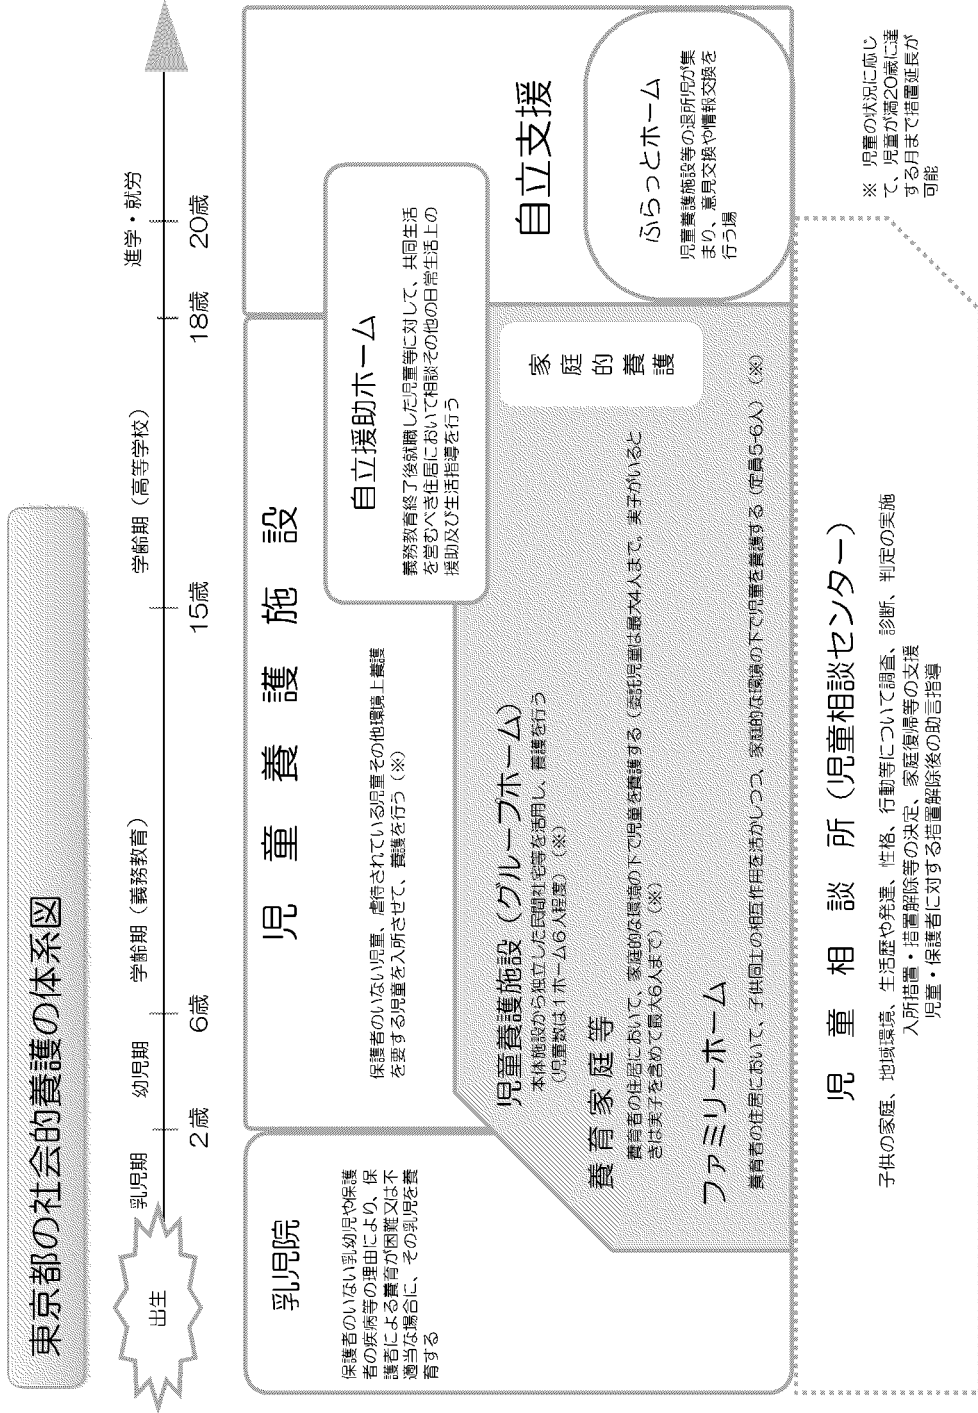 東京都の社会的養護の体系図
出生
乳児期
幼児期
学齢期（義務教育）
学齢期（高等学校）
進学・就労
2歳
6歳
15歳
18歳
20歳
乳児院
保護者のいない乳幼児や保護
者の疾病等の理由により、保
護者による養育が困難又は不
適当な場合に、その乳児を養
育する
児童養護施設
保護者のいない児童、虐待されている児童その他環境上養護
を要する児童を入所させて、養護を行う（※）
自立援助ホーム
義務教育終了後就職した児童等に対して、共同生活
を営むべき住居において相談その他の日常生活上の
援助及び生活指導を行う
自立支援
ふらっとホーム
児童養護施設等の退所児が集
まり、意見交換や情報交換を
行う場
家庭的養護
児童養護施設（グループホーム）
本体施設から独立した民間社宅等を活用し、養護を行う
（児童数は1ホーム6人程度）（※）
養育家庭等
養育者の住居において、家庭的な環境の下で児童を養護する（委託児童は最大4人まで。実子がいると
きは実子を含めて最大6人まで）（※）
ファミリーホーム
養育者の住居において、子供同士の相互作用を活かしつつ、家庭的な環境の下で児童を養護する（定員5-6人）（※）
児童相談所（児童相談センター）
子供の家庭、地域環境、生活歴や発達、性格、行動等について調査、診断、判定の実施
入所措置・措置解除等の決定、家庭復帰等の支援
児童・保護者に対する措置解除後の助言指導
※　児童の状況に応じ
て、児童が満20歳に達
する月まで措置延長が
可能